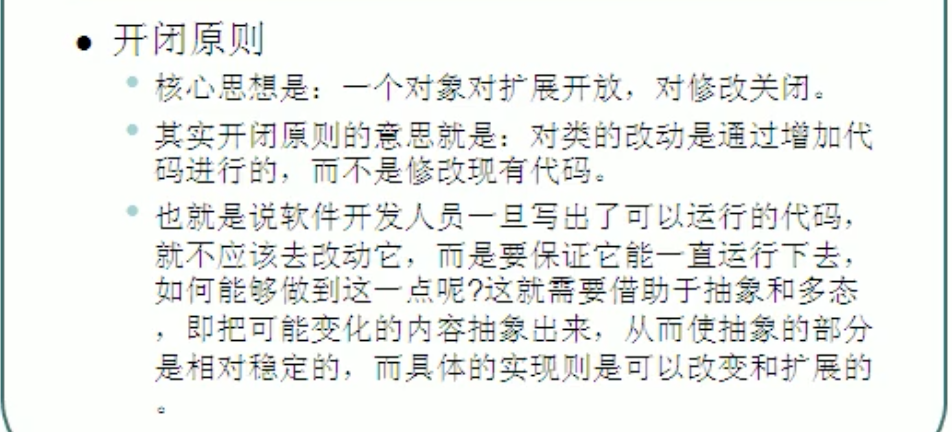 ● 开闭原则
● 核心思想是：一个对象对扩展开放，对修改关闭。
● 其实开闭原则的意思就是：对类的改动是通过增加代
码进行的，而不是修改现有代码。
● 也就是说软件开发人员一旦写出了可以运行的代码，
就不应该去改动它，而是要保证它能一直运行下去，
如何能够做到这一点呢?这就需要借助于抽象和多态
，即把可能变化的内容抽象出来，从而使抽象的部分
是相对稳定的，而具体的实现则是可以改变和扩展的
。